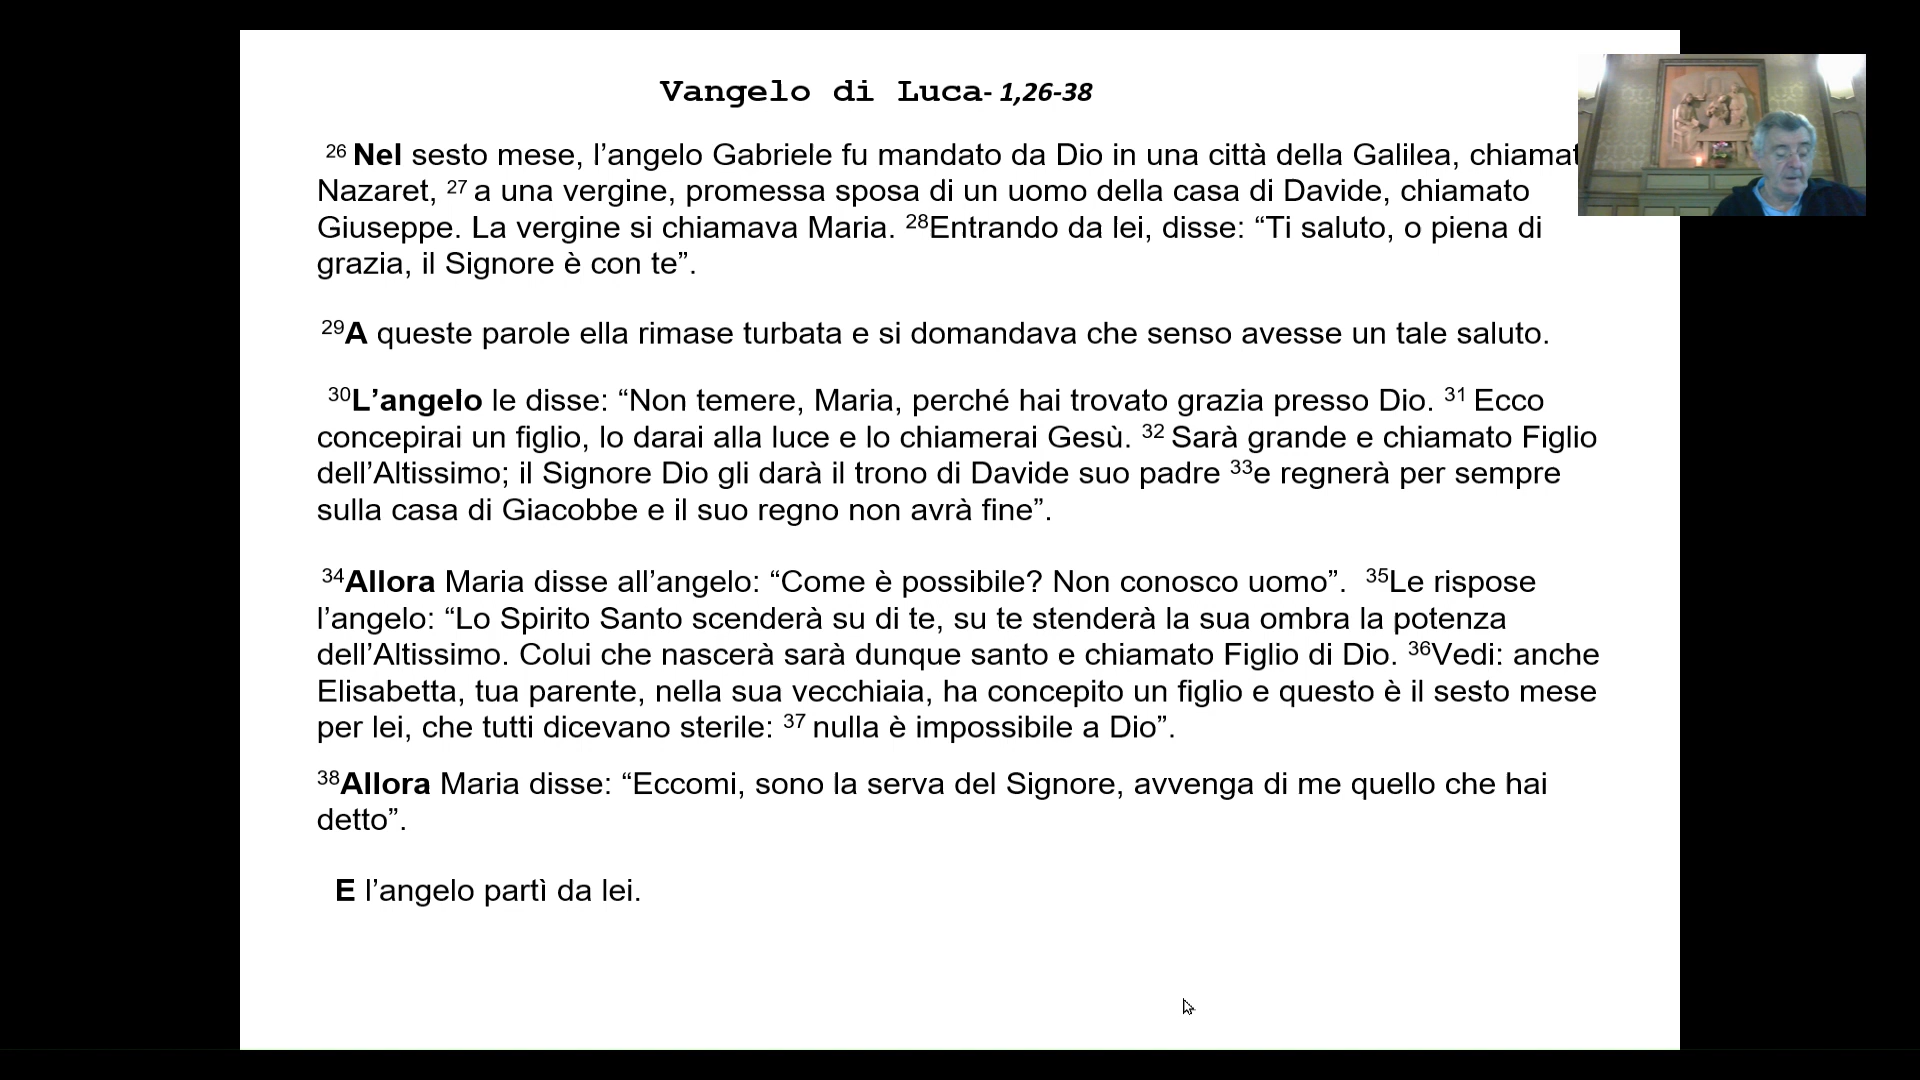 Vangelo di Luca- 1,26-38
26 Nel sesto mese, l’angelo Gabriele fu mandato da Dio in una città della Galilea,
Nazaret, 27 a una vergine, promessa sposa di un uomo della casa di Davide, chiamato
Giuseppe. La vergine si chiamava Maria. 28Entrando da lei, disse: “Ti saluto, o piena di
grazia, il Signore è con te”.
29A queste parole ella rimase turbata e si domandava che senso avesse un tale saluto.
30L’angelo le disse: “Non temere, Maria, perché hai trovato grazia presso Dio. 31 Ecco
concepirai un figlio, lo darai alla luce e lo chiamerai Gesù. 32 Sarà grande e chiamato Figlio
dell’Altissimo; il Signore Dio gli darà il trono di Davide suo padre 33e regnerà per sempre
sulla casa di Giacobbe e il suo regno non avrà fine”.
34Allora Maria disse all’angelo: “Come è possibile? Non conosco uomo”. 35Le rispose
l’angelo: “Lo Spirito Santo scenderà su di te, su te stenderà la sua ombra la potenza
dell’Altissimo. Colui che nascerà sarà dunque santo e chiamato Figlio di Dio. 36Vedi: anche
Elisabetta, tua parente, nella sua vecchiaia, ha concepito un figlio e questo è il sesto mese
per lei, che tutti dicevano sterile: 37 nulla è impossibile a Dio”.
38Allora Maria disse: “Eccomi, sono la serva del Signore, avvenga di me quello che hai
detto”.
E l’angelo partì da lei.